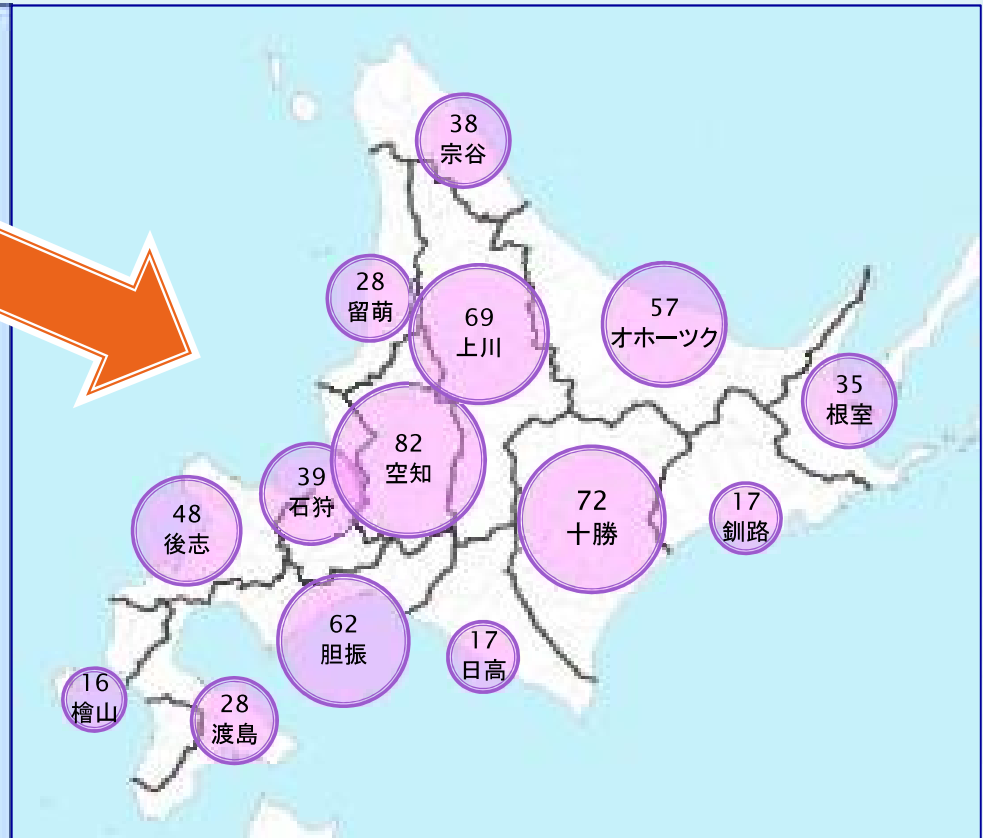 38
宗谷
28
留萌
69
上川
57
オホーツク
35
根室
82
空知
39
石狩
72
十勝
17
釧路
48
後志
62
胆振
17
日高
16
檜山
28
渡島